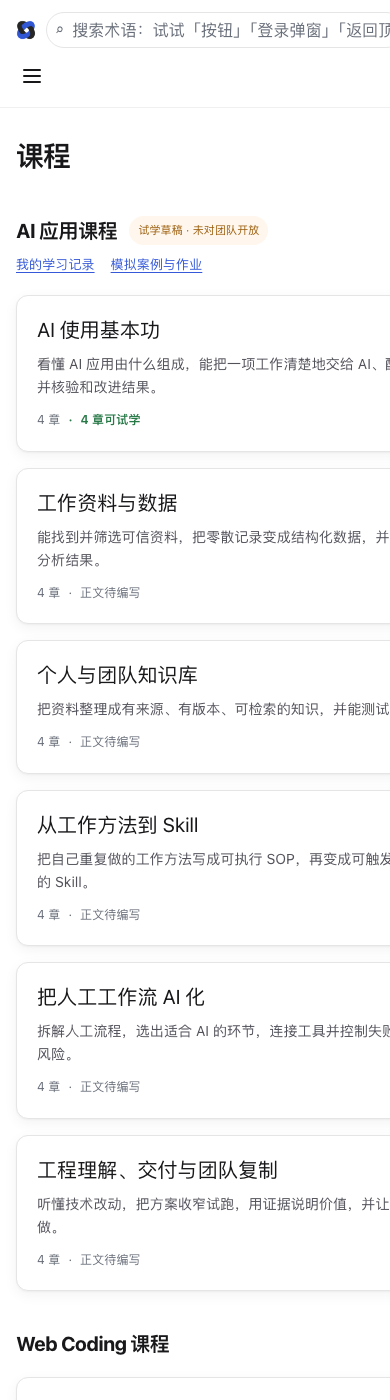 搜索术语：试试「按钮」「登录弹窗」「返回顶
课程
AI 应用课程 试学草稿 · 未对团队开放
我的学习记录 模拟案例与作业
AI 使用基本功
看懂 AI 应用由什么组成，能把一项工作清楚地交给 AI、
并核验和改进结果。
4 章 · 4 章可试学
工作资料与数据
能找到并筛选可信资料，把零散记录变成结构化数据，并
分析结果。
4 章 · 正文待编写
个人与团队知识库
把资料整理成有来源、有版本、可检索的知识，并能测试
4 章 · 正文待编写
从工作方法到 Skill
把自己重复做的工作方法写成可执行 SOP，再变成可触发
的 Skill。
4 章 · 正文待编写
把人工工作流 AI 化
拆解人工流程，选出适合 AI 的环节，连接工具并控制失败
风险。
4 章 · 正文待编写
工程理解、交付与团队复制
听懂技术改动，把方案收窄试跑，用证据说明价值，并让
做。
4 章 · 正文待编写
Web Coding 课程